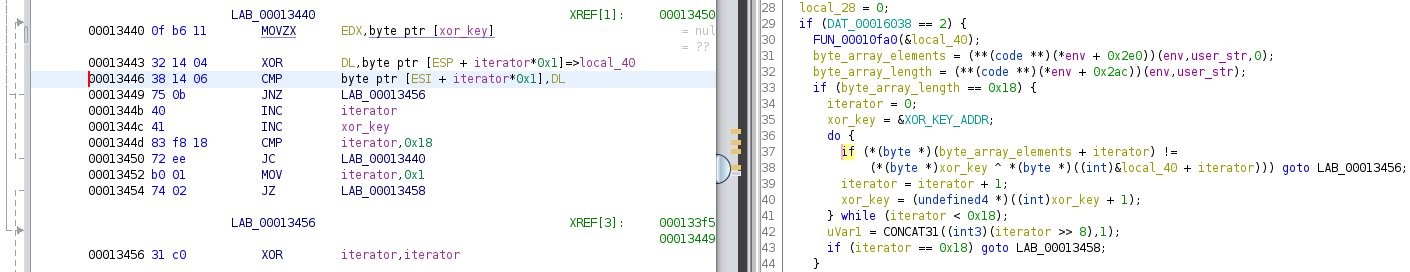 LAB_00013440 XREF[1]: 00013450
00013440 0f b6 11 MOVZX EDX,byte ptr [xor_key] = nul
= ??
00013443 32 14 04 XOR DL,byte ptr [ESP + iterator*0x1]=>local_40
00013446 38 14 06 CMP byte ptr [ESI + iterator*0x1],DL
00013449 75 0b JNZ LAB_00013456
0001344b 40 INC iterator
0001344c 41 INC xor_key
0001344d 83 f8 18 CMP iterator,0x18
00013450 72 ee JC LAB_00013440
00013452 b0 01 MOV iterator,0x1
00013454 74 02 JZ LAB_00013458
LAB_00013456 XREF[3]: 000133f5
00013449
00013456 31 c0 XOR iterator,iterator
28 local_28 = 0;
29 if (DAT_00016038 == 2) {
30 FUN_00010fa0(&local_40);
31 byte_array_elements = (**(code **)(*env + 0x2e0))(env,user_str,0);
32 byte_array_length = (**(code **)(*env + 0x2ac))(env,user_str);
33 if (byte_array_length == 0x18) {
34 iterator = 0;
35 xor_key = &XOR_KEY_ADDR;
36 do {
37 if (*(byte *)(byte_array_elements + iterator) !=
38 (*(byte *)xor_key ^ *(byte *)((int)&local_40 + iterator))) goto LAB_00013456;
39 iterator = iterator + 1;
40 xor_key = (undefined4 *)((int)xor_key + 1);
41 } while (iterator < 0x18);
42 uVar1 = CONCAT31((int3)(iterator >> 8),1);
43 if (iterator == 0x18) goto LAB_00013458;
44 }